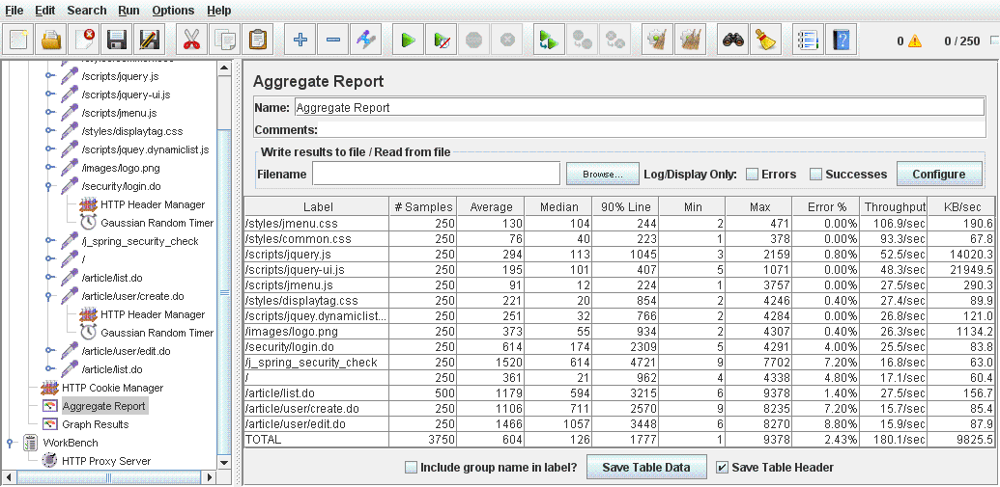 File Edit Search Run Options Help
0 0 / 250
/scripts/jquery.js
/scripts/jquery-ui.js
/scripts/jmenu.js
/styles/displaytag.css
/scripts/jquey.dynamiclist.js
/images/logo.png
/security/login.do
HTTP Header Manager
Gaussian Random Timer
/j_spring_security_check
/
/article/list.do
/article/user/create.do
HTTP Header Manager
Gaussian Random Timer
/article/user/edit.do
/article/list.do
HTTP Cookie Manager
Aggregate Report
Graph Results
WorkBench
HTTP Proxy Server
Aggregate Report
Name: Aggregate Report
Comments:
Write results to file / Read from file
Filename Browse... Log/Display Only: Errors Successes Configure
Label # Samples Average Median 90% Line Min Max Error % Throughput KB/sec
/styles/jmenu.css 250 130 104 244 2 471 0.00% 106.9/sec 190.6
/styles/common.css 250 76 40 223 1 378 0.00% 93.3/sec 67.8
/scripts/jquery.js 250 294 113 1045 3 2159 0.80% 52.5/sec 14020.3
/scripts/jquery-ui.js 250 195 101 407 5 1071 0.00% 48.3/sec 21949.5
/scripts/jmenu.js 250 91 12 224 1 3757 0.00% 27.5/sec 290.3
/styles/displaytag.css 250 221 20 854 2 4246 0.40% 27.4/sec 89.9
/scripts/jquey.dynamiclist... 250 251 32 766 2 4284 0.00% 26.8/sec 121.0
/images/logo.png 250 373 55 934 2 4307 0.40% 26.3/sec 1134.2
/security/login.do 250 614 174 2309 5 4291 4.00% 25.5/sec 83.8
/j_spring_security_check 250 1520 614 4721 9 7702 7.20% 16.8/sec 63.0
/ 250 361 21 962 4 4338 4.80% 17.1/sec 60.4
/article/list.do 500 1179 594 3215 6 9378 1.40% 27.5/sec 156.7
/article/user/create.do 250 1106 711 2570 9 8235 7.20% 15.7/sec 85.4
/article/user/edit.do 250 1466 1057 3448 6 8270 8.80% 15.9/sec 87.9
TOTAL 3750 604 126 1777 1 9378 2.43% 180.1/sec 9825.5
Include group name in label? Save Table Data Save Table Header